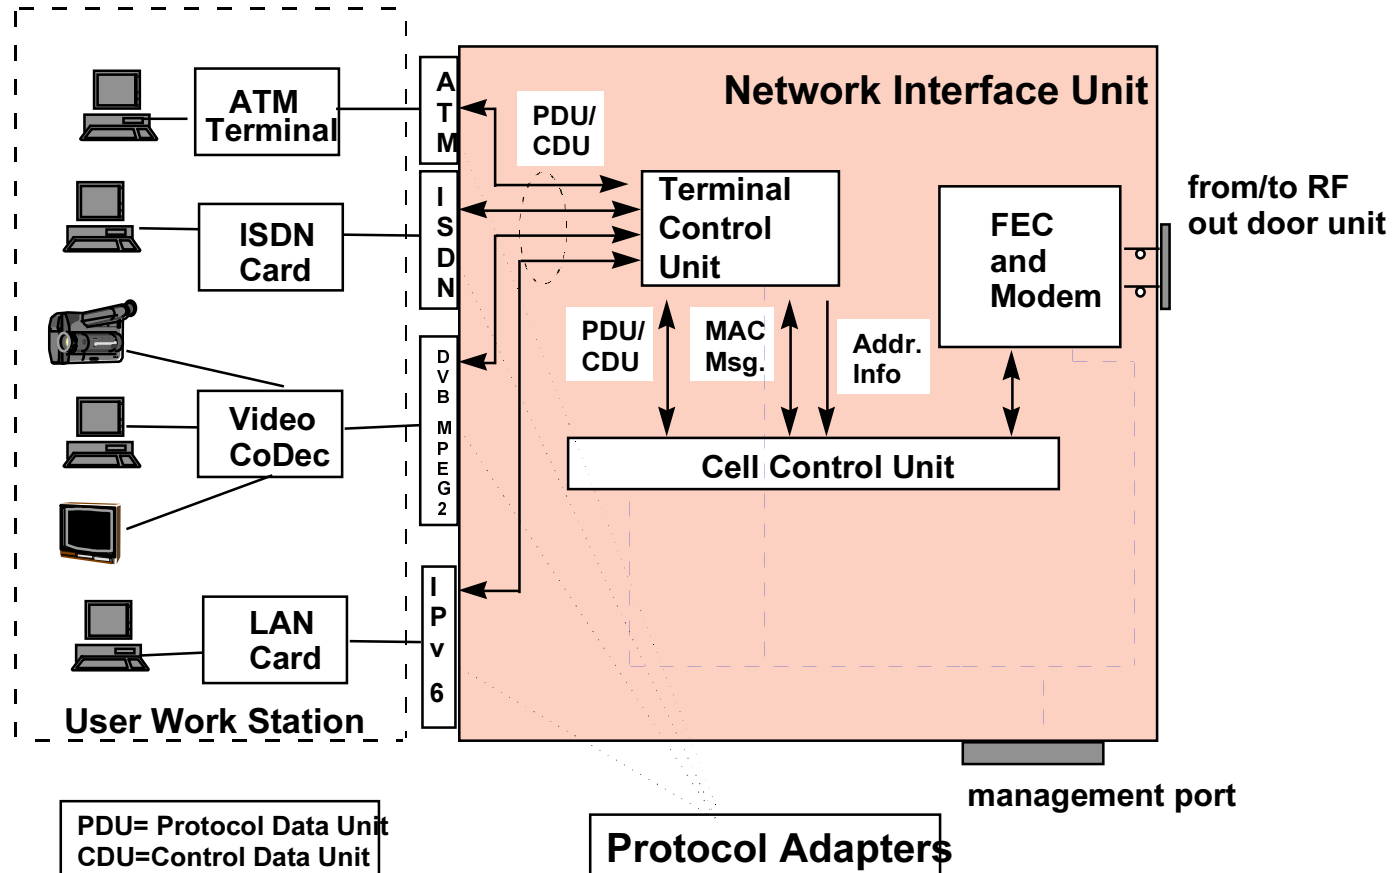 Network Interface Unit
ATM
Terminal
A
T
M
PDU/
CDU
ISDN
Card
I
S
D
N
Terminal
Control
Unit
FEC
and
Modem
from/to RF
out door unit
PDU/
CDU
MAC
Msg.
Addr.
Info
Video
CoDec
D
V
B
M
P
E
G
2
Cell Control Unit
LAN
Card
I
P
v
6
User Work Station
management port
PDU= Protocol Data Unit
CDU=Control Data Unit
Protocol Adapters